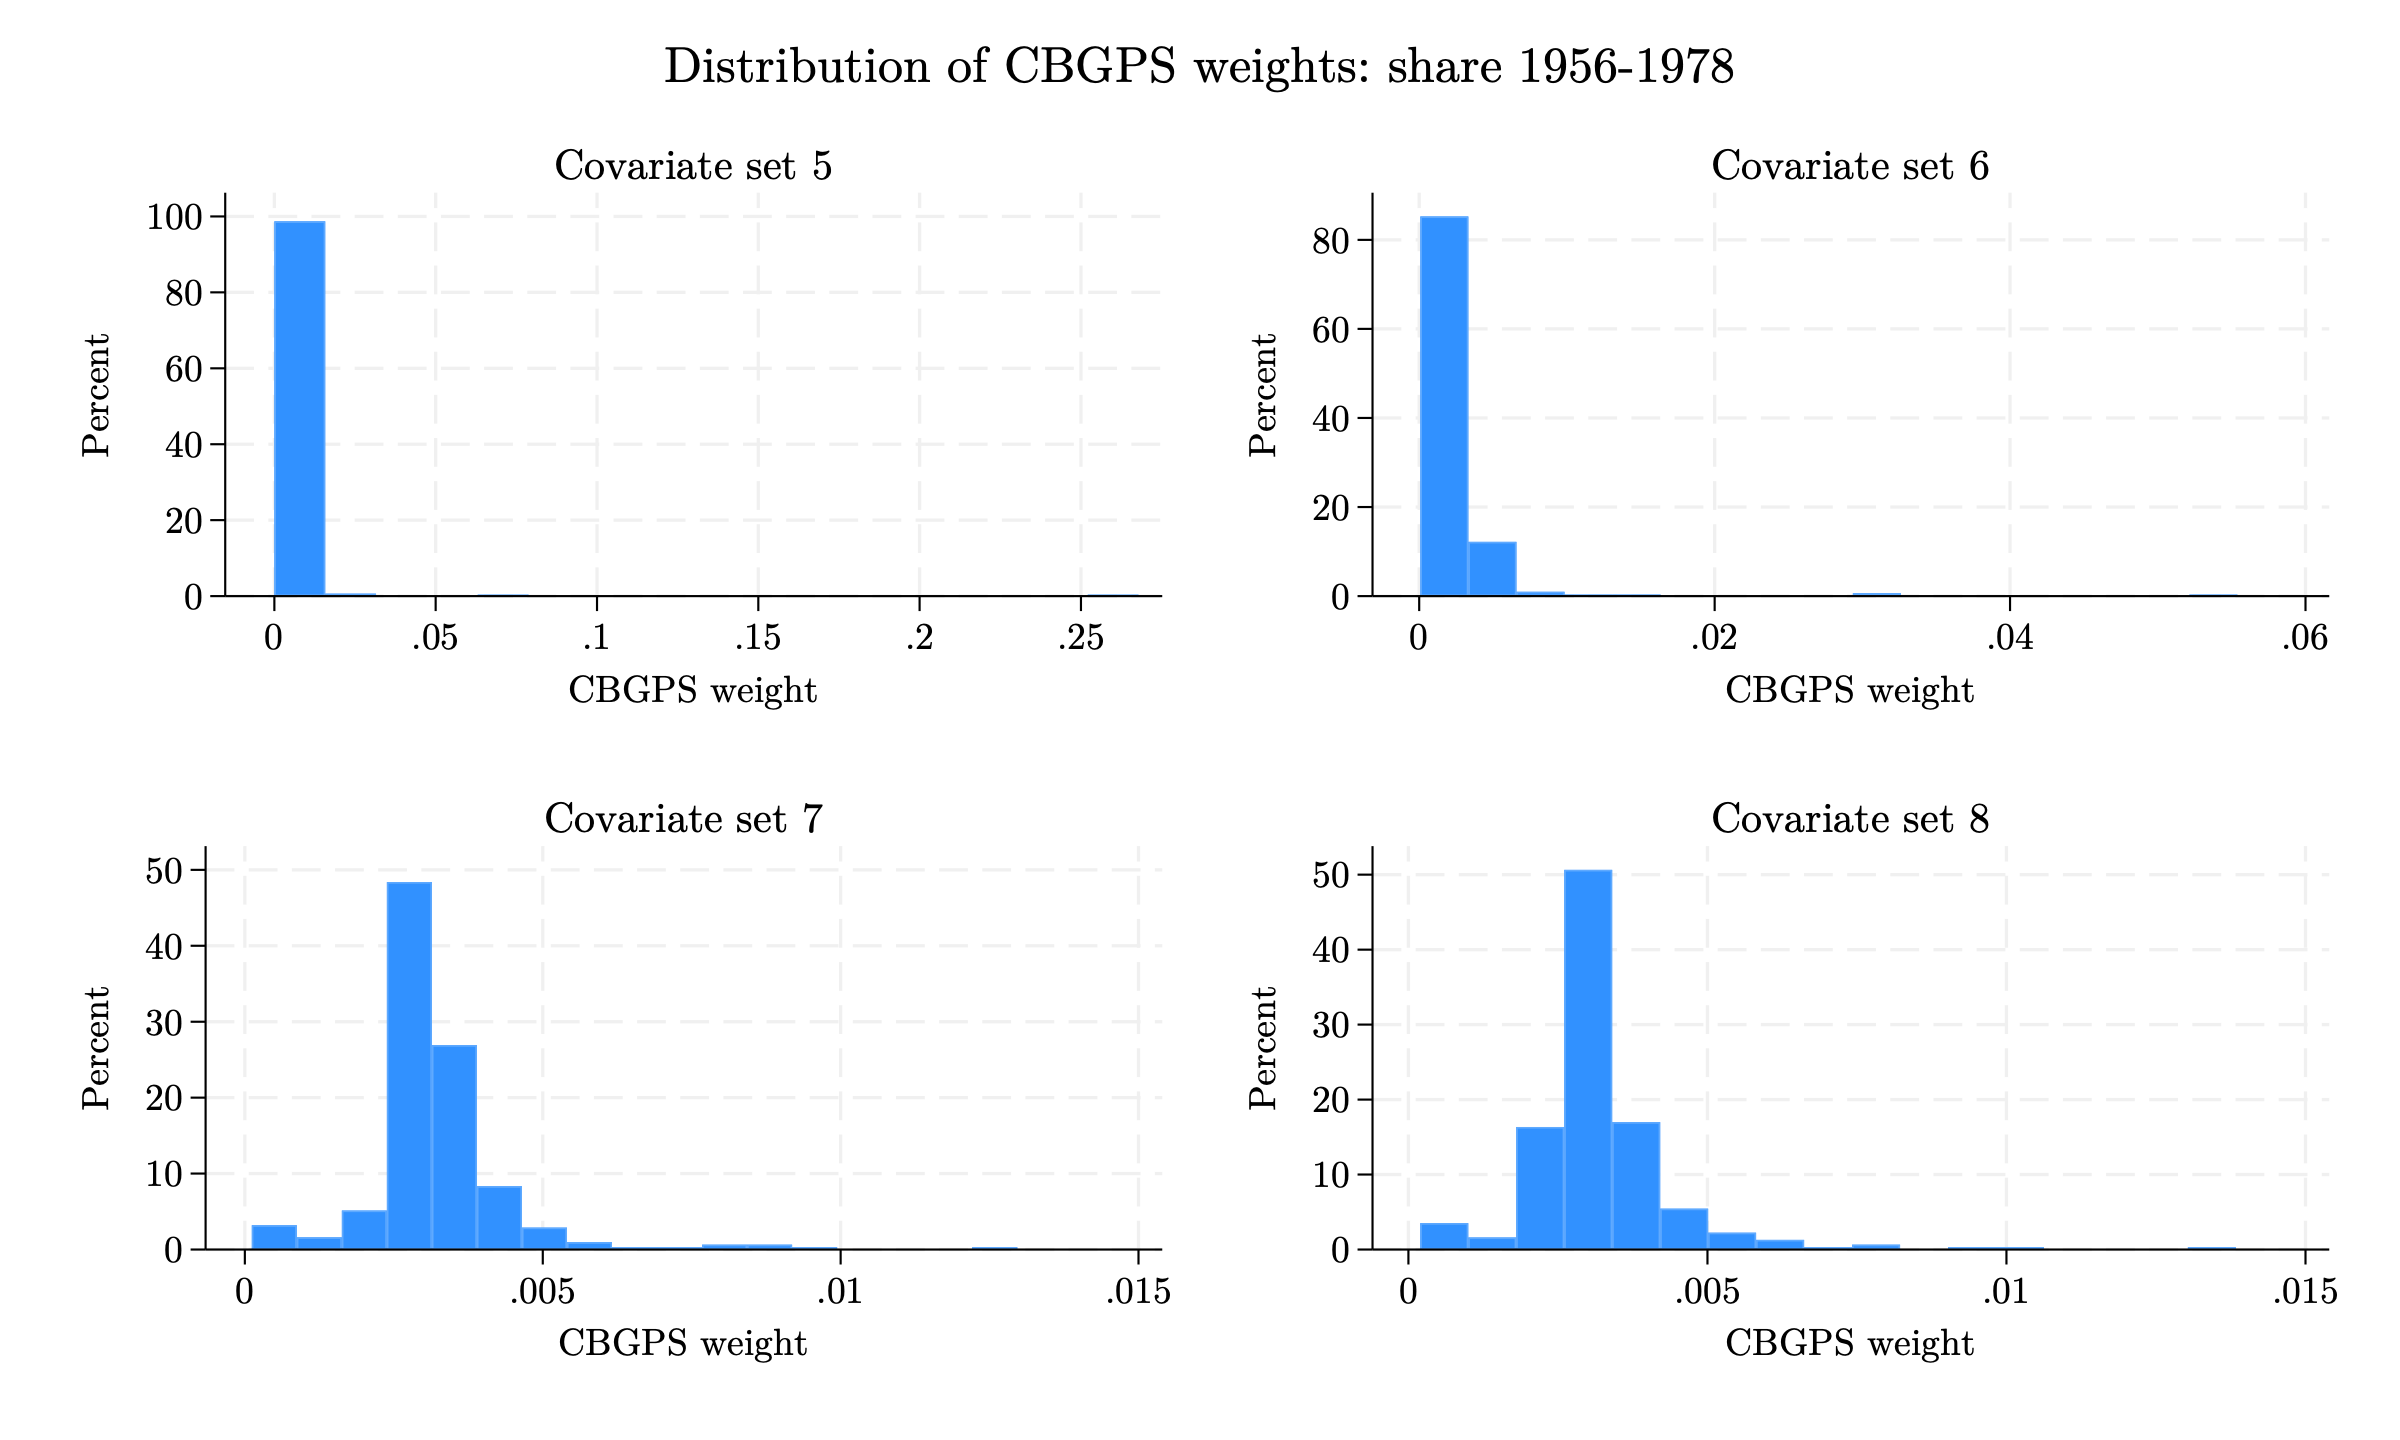 Distribution of CBGPS weights: share 1956-1978
Covariate set 5
Percent
100
80
60
40
20
0
0 .05 .1 .15 .2 .25
CBGPS weight
Covariate set 6
Percent
80
60
40
20
0
0 .02 .04 .06
CBGPS weight
Covariate set 7
Percent
50
40
30
20
10
0
0 .005 .01 .015
CBGPS weight
Covariate set 8
Percent
50
40
30
20
10
0
0 .005 .01 .015
CBGPS weight